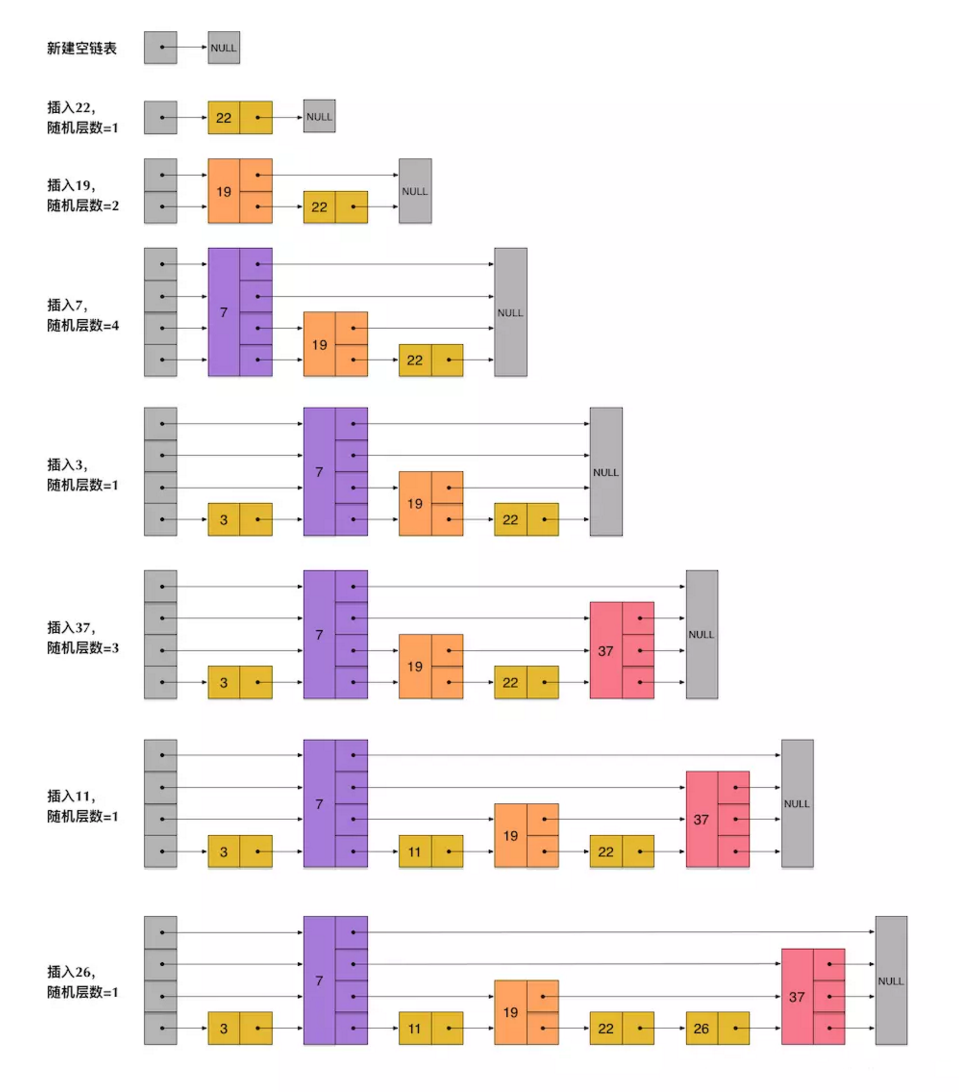 新建空链表
NULL
插入22，
随机层数=1
22
NULL
插入19，
随机层数=2
19
22
NULL
插入7，
随机层数=4
7
19
22
NULL
插入3，
随机层数=1
3
7
19
22
NULL
插入37，
随机层数=3
3
7
19
22
37
NULL
插入11，
随机层数=1
3
7
11
19
22
37
NULL
插入26，
随机层数=1
3
7
11
19
22
26
37
NULL